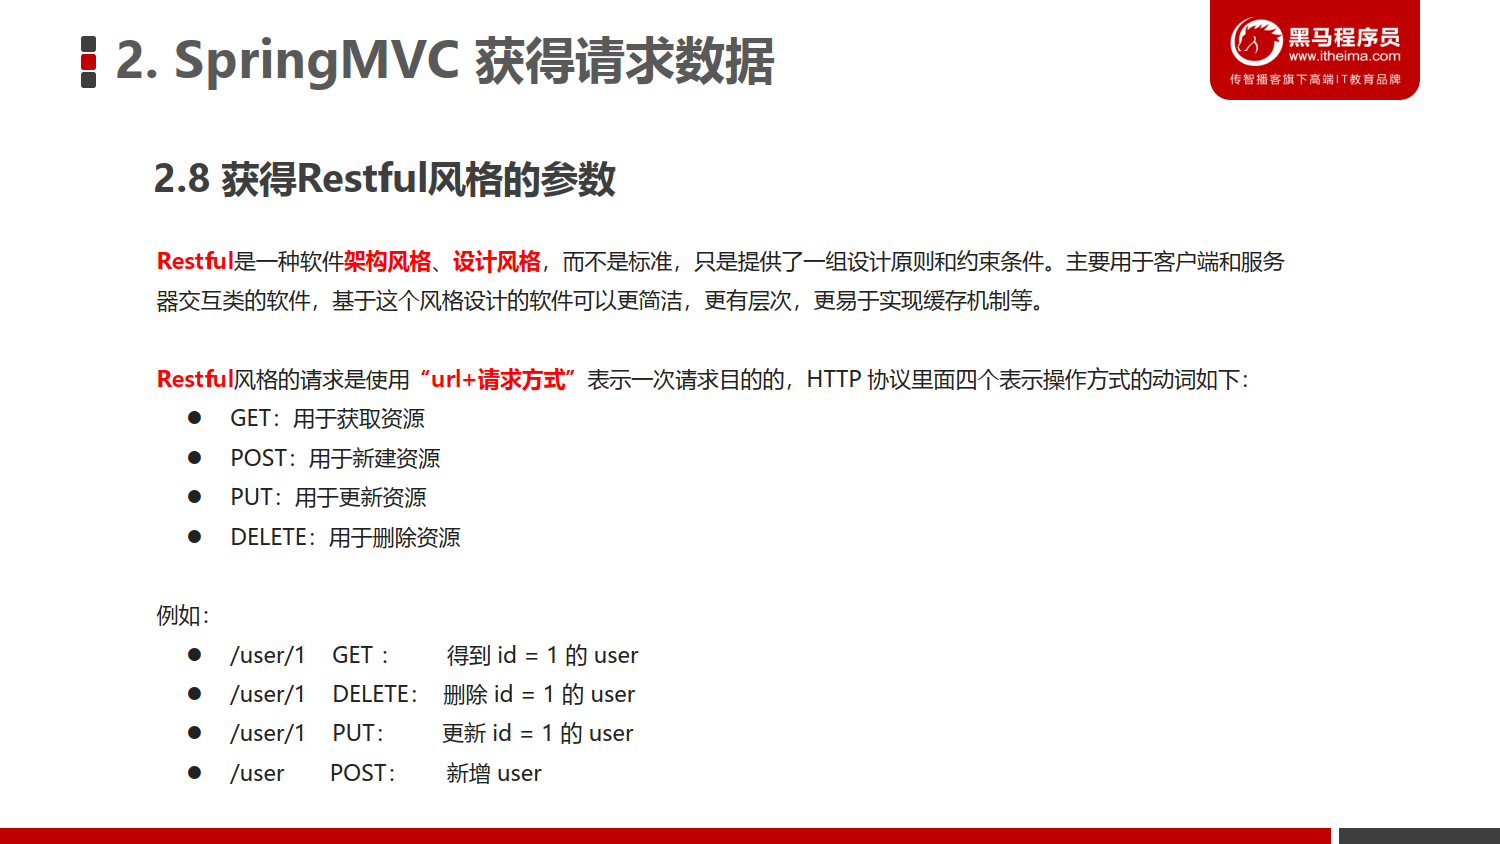 2. SpringMVC 获得请求数据
黑马程序员
www.itheima.com
传智播客旗下高端IT教育品牌
2.8 获得Restful风格的参数
Restful是一种软件架构风格、设计风格，而不是标准，只是提供了一组设计原则和约束条件。主要用于客户端和服务
器交互类的软件，基于这个风格设计的软件可以更简洁，更有层次，更易于实现缓存机制等。
Restful风格的请求是使用“url+请求方式”表示一次请求目的的，HTTP 协议里面四个表示操作方式的动词如下：
● GET：用于获取资源
● POST：用于新建资源
● PUT：用于更新资源
● DELETE：用于删除资源
例如：
● /user/1 GET ： 得到 id = 1 的 user
● /user/1 DELETE： 删除 id = 1 的 user
● /user/1 PUT： 更新 id = 1 的 user
● /user POST： 新增 user